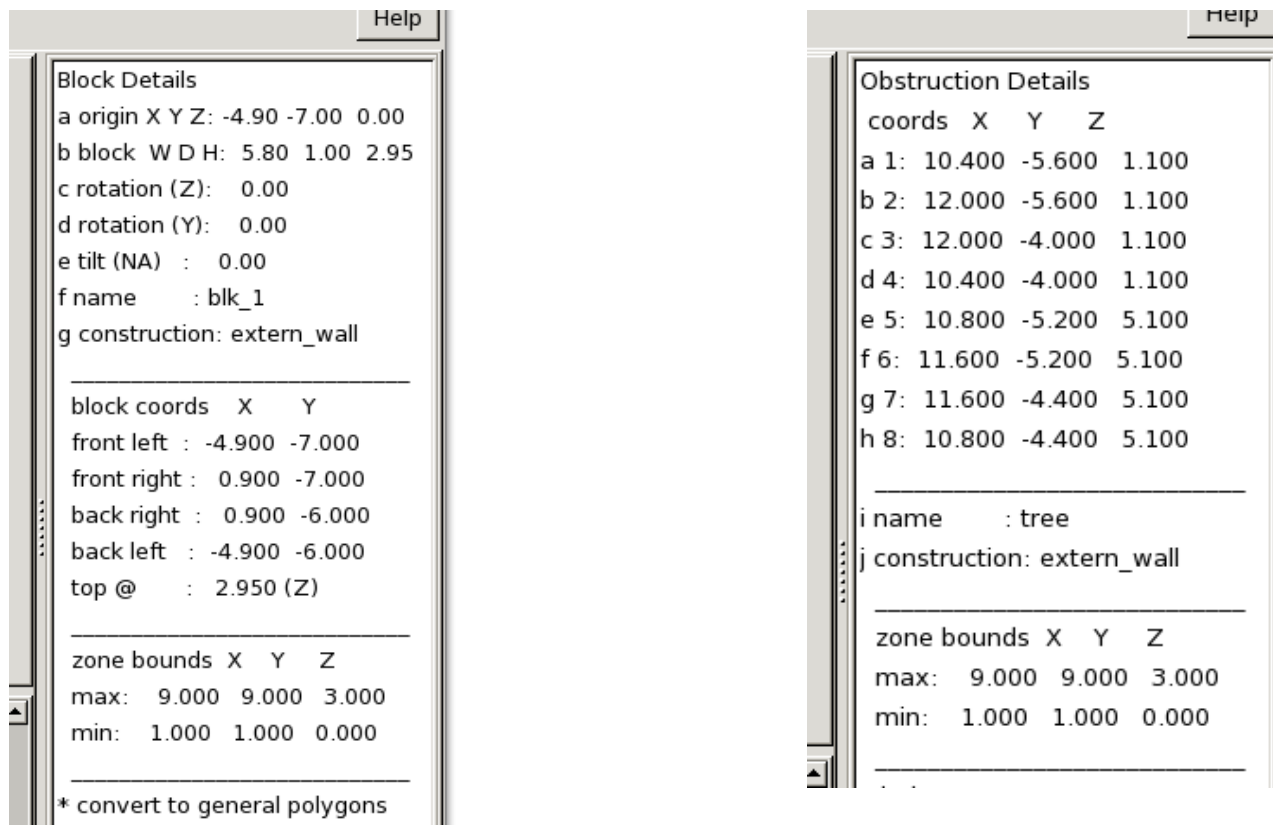 Help
Block Details
a origin X Y Z: -4.90 -7.00 0.00
b block W D H: 5.80 1.00 2.95
c rotation (Z): 0.00
d rotation (Y): 0.00
e tilt (NA) : 0.00
f name : blk_1
g construction: extern_wall
block coords X Y
front left : -4.900 -7.000
front right : 0.900 -7.000
back right : 0.900 -6.000
back left : -4.900 -6.000
top @ : 2.950 (Z)
zone bounds X Y Z
max: 9.000 9.000 3.000
min: 1.000 1.000 0.000
* convert to general polygons
Help
Obstruction Details
coords X Y Z
a 1: 10.400 -5.600 1.100
b 2: 12.000 -5.600 1.100
c 3: 12.000 -4.000 1.100
d 4: 10.400 -4.000 1.100
e 5: 10.800 -5.200 5.100
f 6: 11.600 -5.200 5.100
g 7: 11.600 -4.400 5.100
h 8: 10.800 -4.400 5.100
i name : tree
j construction: extern_wall
zone bounds X Y Z
max: 9.000 9.000 3.000
min: 1.000 1.000 0.000